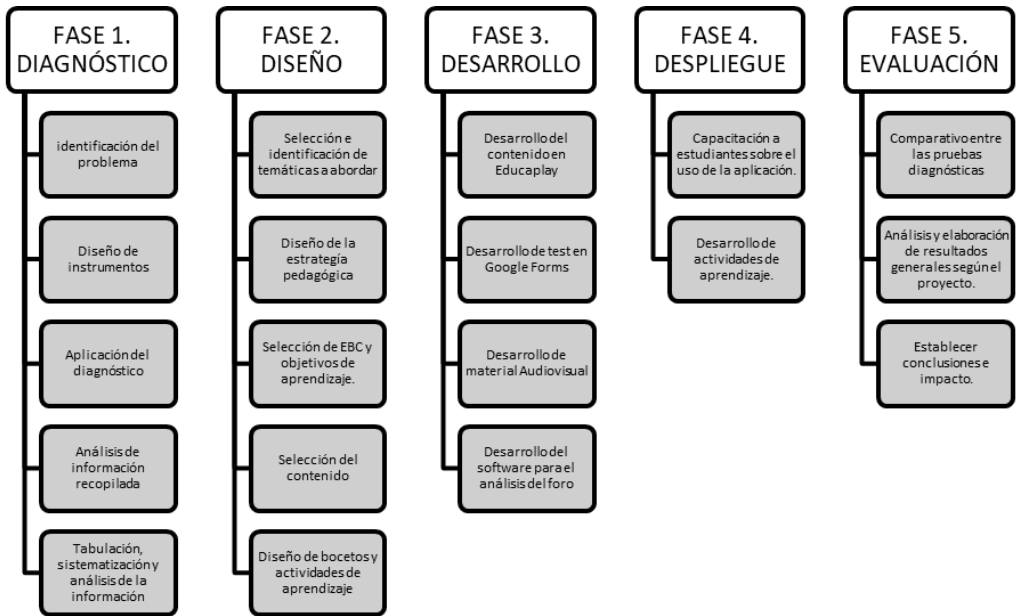 FASE 1.
DIAGNÓSTICO
identificación del
problema
Diseño de
instrumentos
Aplicación del
diagnóstico
Análisis de
información
recopilada
Tabulación,
sistematización y
análisis de la
información
FASE 2.
DISEÑO
Selección e
identificación de
temáticas a abordar
Diseño de la
estrategía
pedagógica
Selección de EBC y
objetivos de
aprendizaje.
Selección del
contenido
Diseño de bocetos y
actividades de
aprendizaje
FASE 3.
DESARROLLO
Desarrollo del
contenido en
Educaplay
Desarrollo de test en
Google Forms
Desarrollo de
material Audiovisual
Desarrollo del
software para el
análisis del foro
FASE 4.
DESPLIEGUE
Capacitación a
estudiantes sobre el
uso de la aplicación.
Desarrollo de
actividades de
aprendizaje.
FASE 5.
EVALUACIÓN
Comparativo entre
las pruebas
diagnósticas
Análisis y elaboración
de resultados
generales según el
proyecto.
Establecer
conclusiones e
impacto.